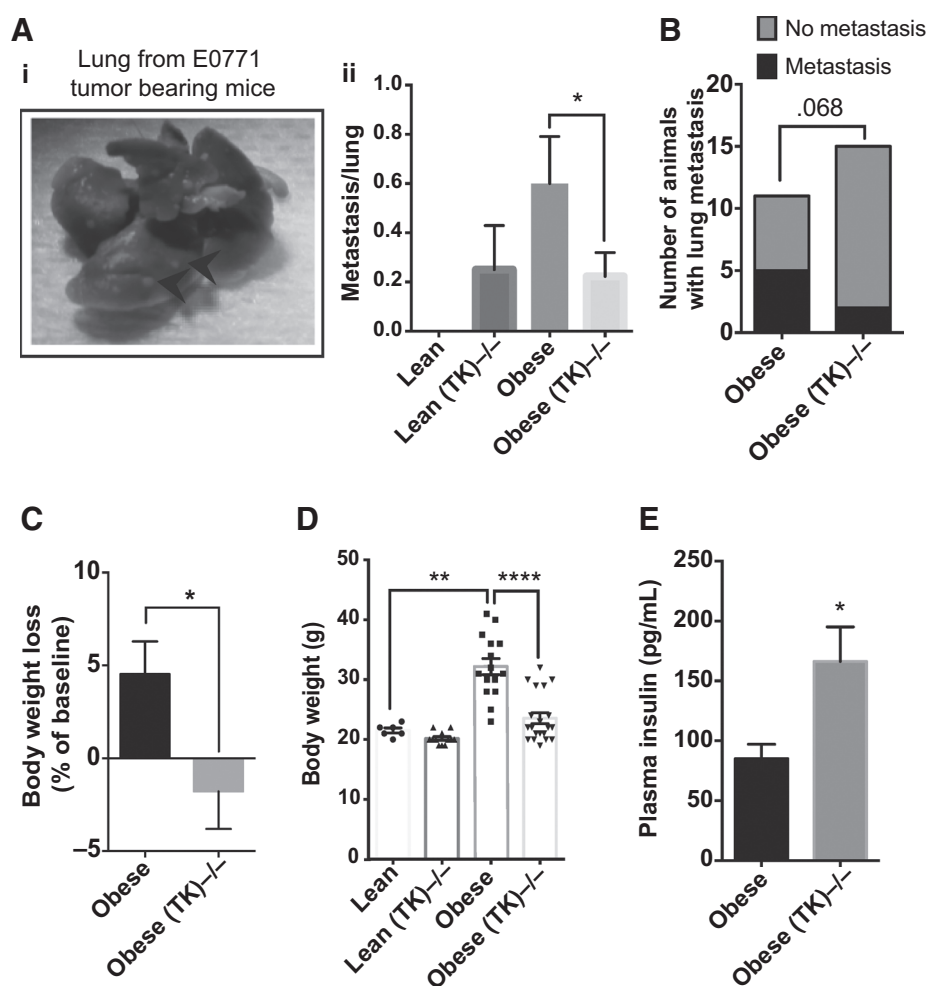 A
i
Lung from E0771
tumor bearing mice
ii
Metastasis/lung
1.0
0.8
0.6
0.4
0.2
0.0
*
Lean
Lean (TK)–/–
Obese
Obese (TK)–/–
B
No metastasis
Metastasis
Number of animals
with lung metastasis
20
15
10
5
0
.068
Obese
Obese (TK)–/–
C
Body weight loss
(% of baseline)
10
5
0
–5
*
Obese
Obese (TK)–/–
D
Body weight (g)
50
40
30
20
10
0
**
****
Lean
Lean (TK)–/–
Obese
Obese (TK)–/–
E
Plasma insulin (pg/mL)
250
200
150
100
50
0
*
Obese
Obese (TK)–/–